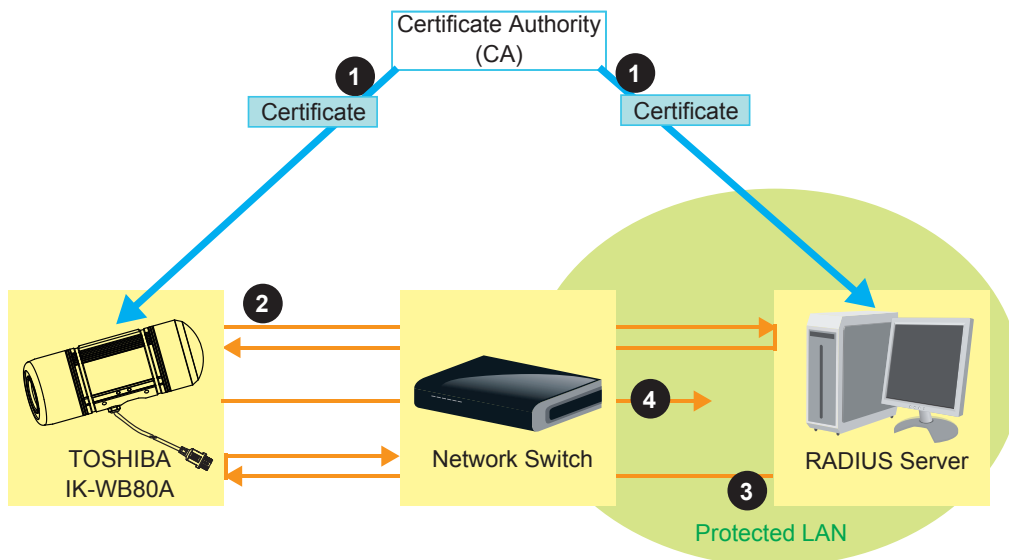 Certificate Authority
(CA)
1
1
Certificate
Certificate
2
4
TOSHIBA
IK-WB80A
Network Switch
RADIUS Server
3
Protected LAN